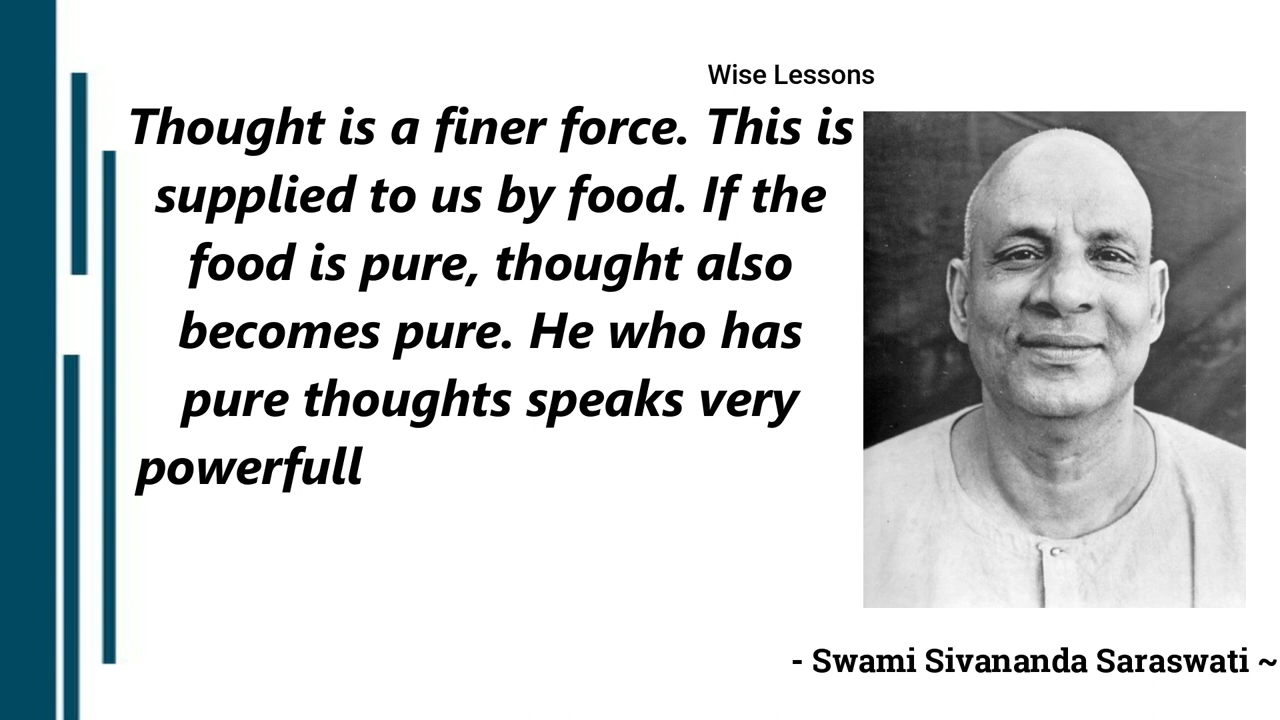 Wise Lessons
Thought is a finer force. This is
supplied to us by food. If the
food is pure, thought also
becomes pure. He who has
pure thoughts speaks very
powerfull
- Swami Sivananda Saraswati ~